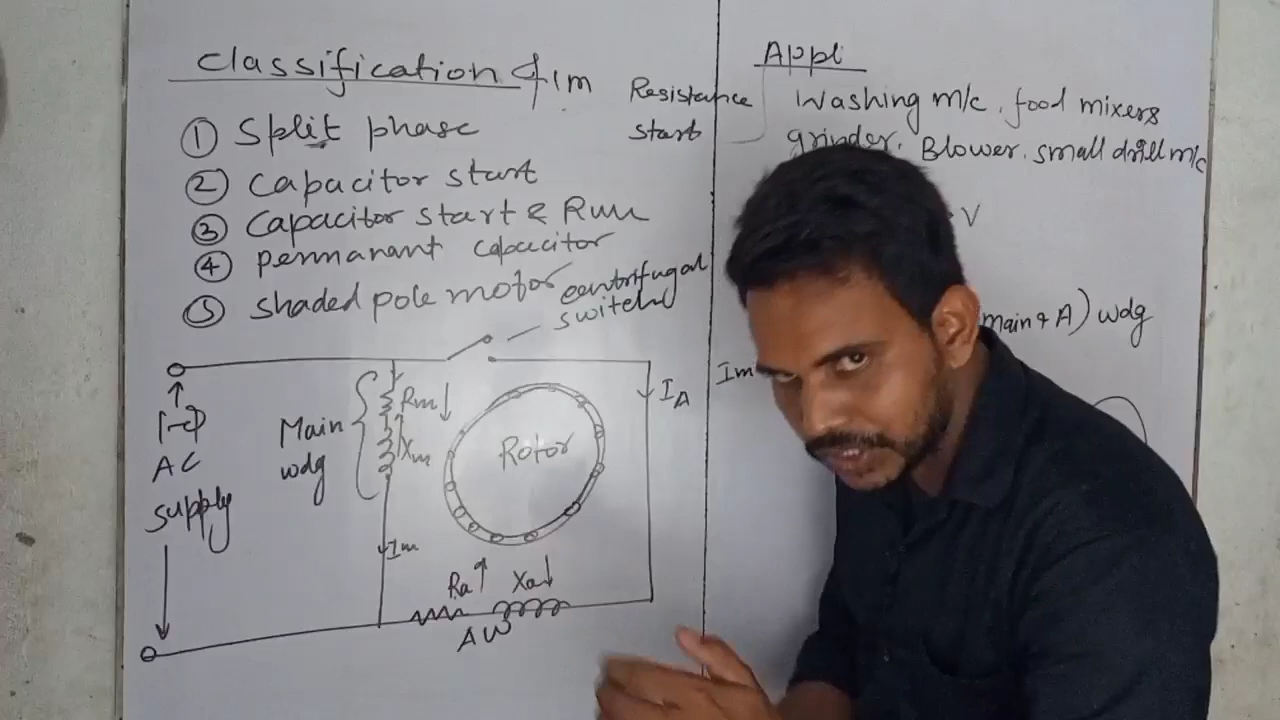 Classification of IM
① Split phase
② Capacitor start
③ Capacitor start & Run
④ permanant capacitor
⑤ shaded pole motor
Resistance
start
Appl
Washing m/c, food mixers
grinder, Blower, small drill m/c
V
(main & A) wdg
Im
centrifugal
switch
1-Φ
AC
supply
Main
wdg
Rm↓
Xm
Im
Rotor
IA
Ra↑ Xa↓
AW